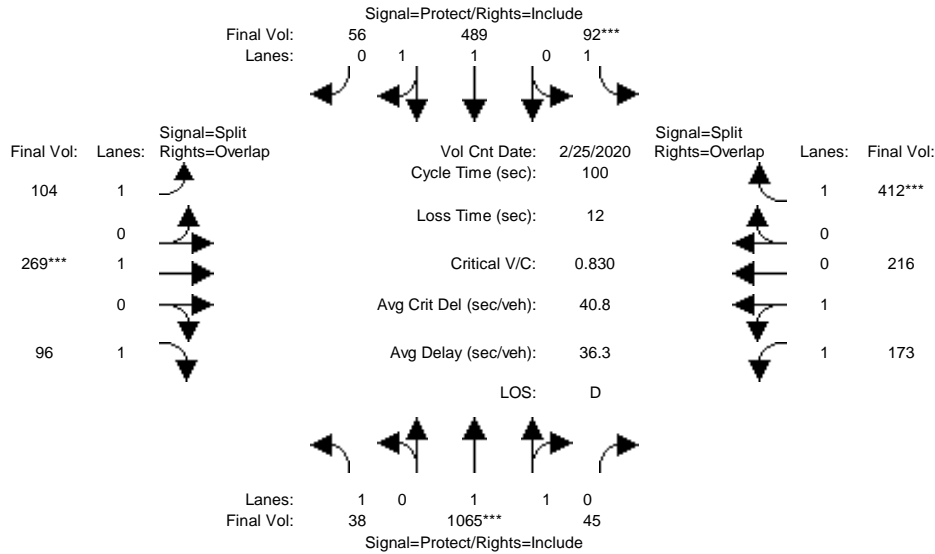 Signal=Protect/Rights=Include
Final Vol: 56 489 92***
Lanes: 0 1 1 0 1
Signal=Split Signal=Split
Final Vol: Lanes: Rights=Overlap Vol Cnt Date: 2/25/2020 Rights=Overlap Lanes: Final Vol:
Cycle Time (sec): 100
104 1 1 412***
Loss Time (sec): 12
0 0
269*** 1 Critical V/C: 0.830 0 216
0 Avg Crit Del (sec/veh): 40.8 1
96 1 Avg Delay (sec/veh): 36.3 1 173
LOS: D
Lanes: 1 0 1 1 0
Final Vol: 38 1065*** 45
Signal=Protect/Rights=Include